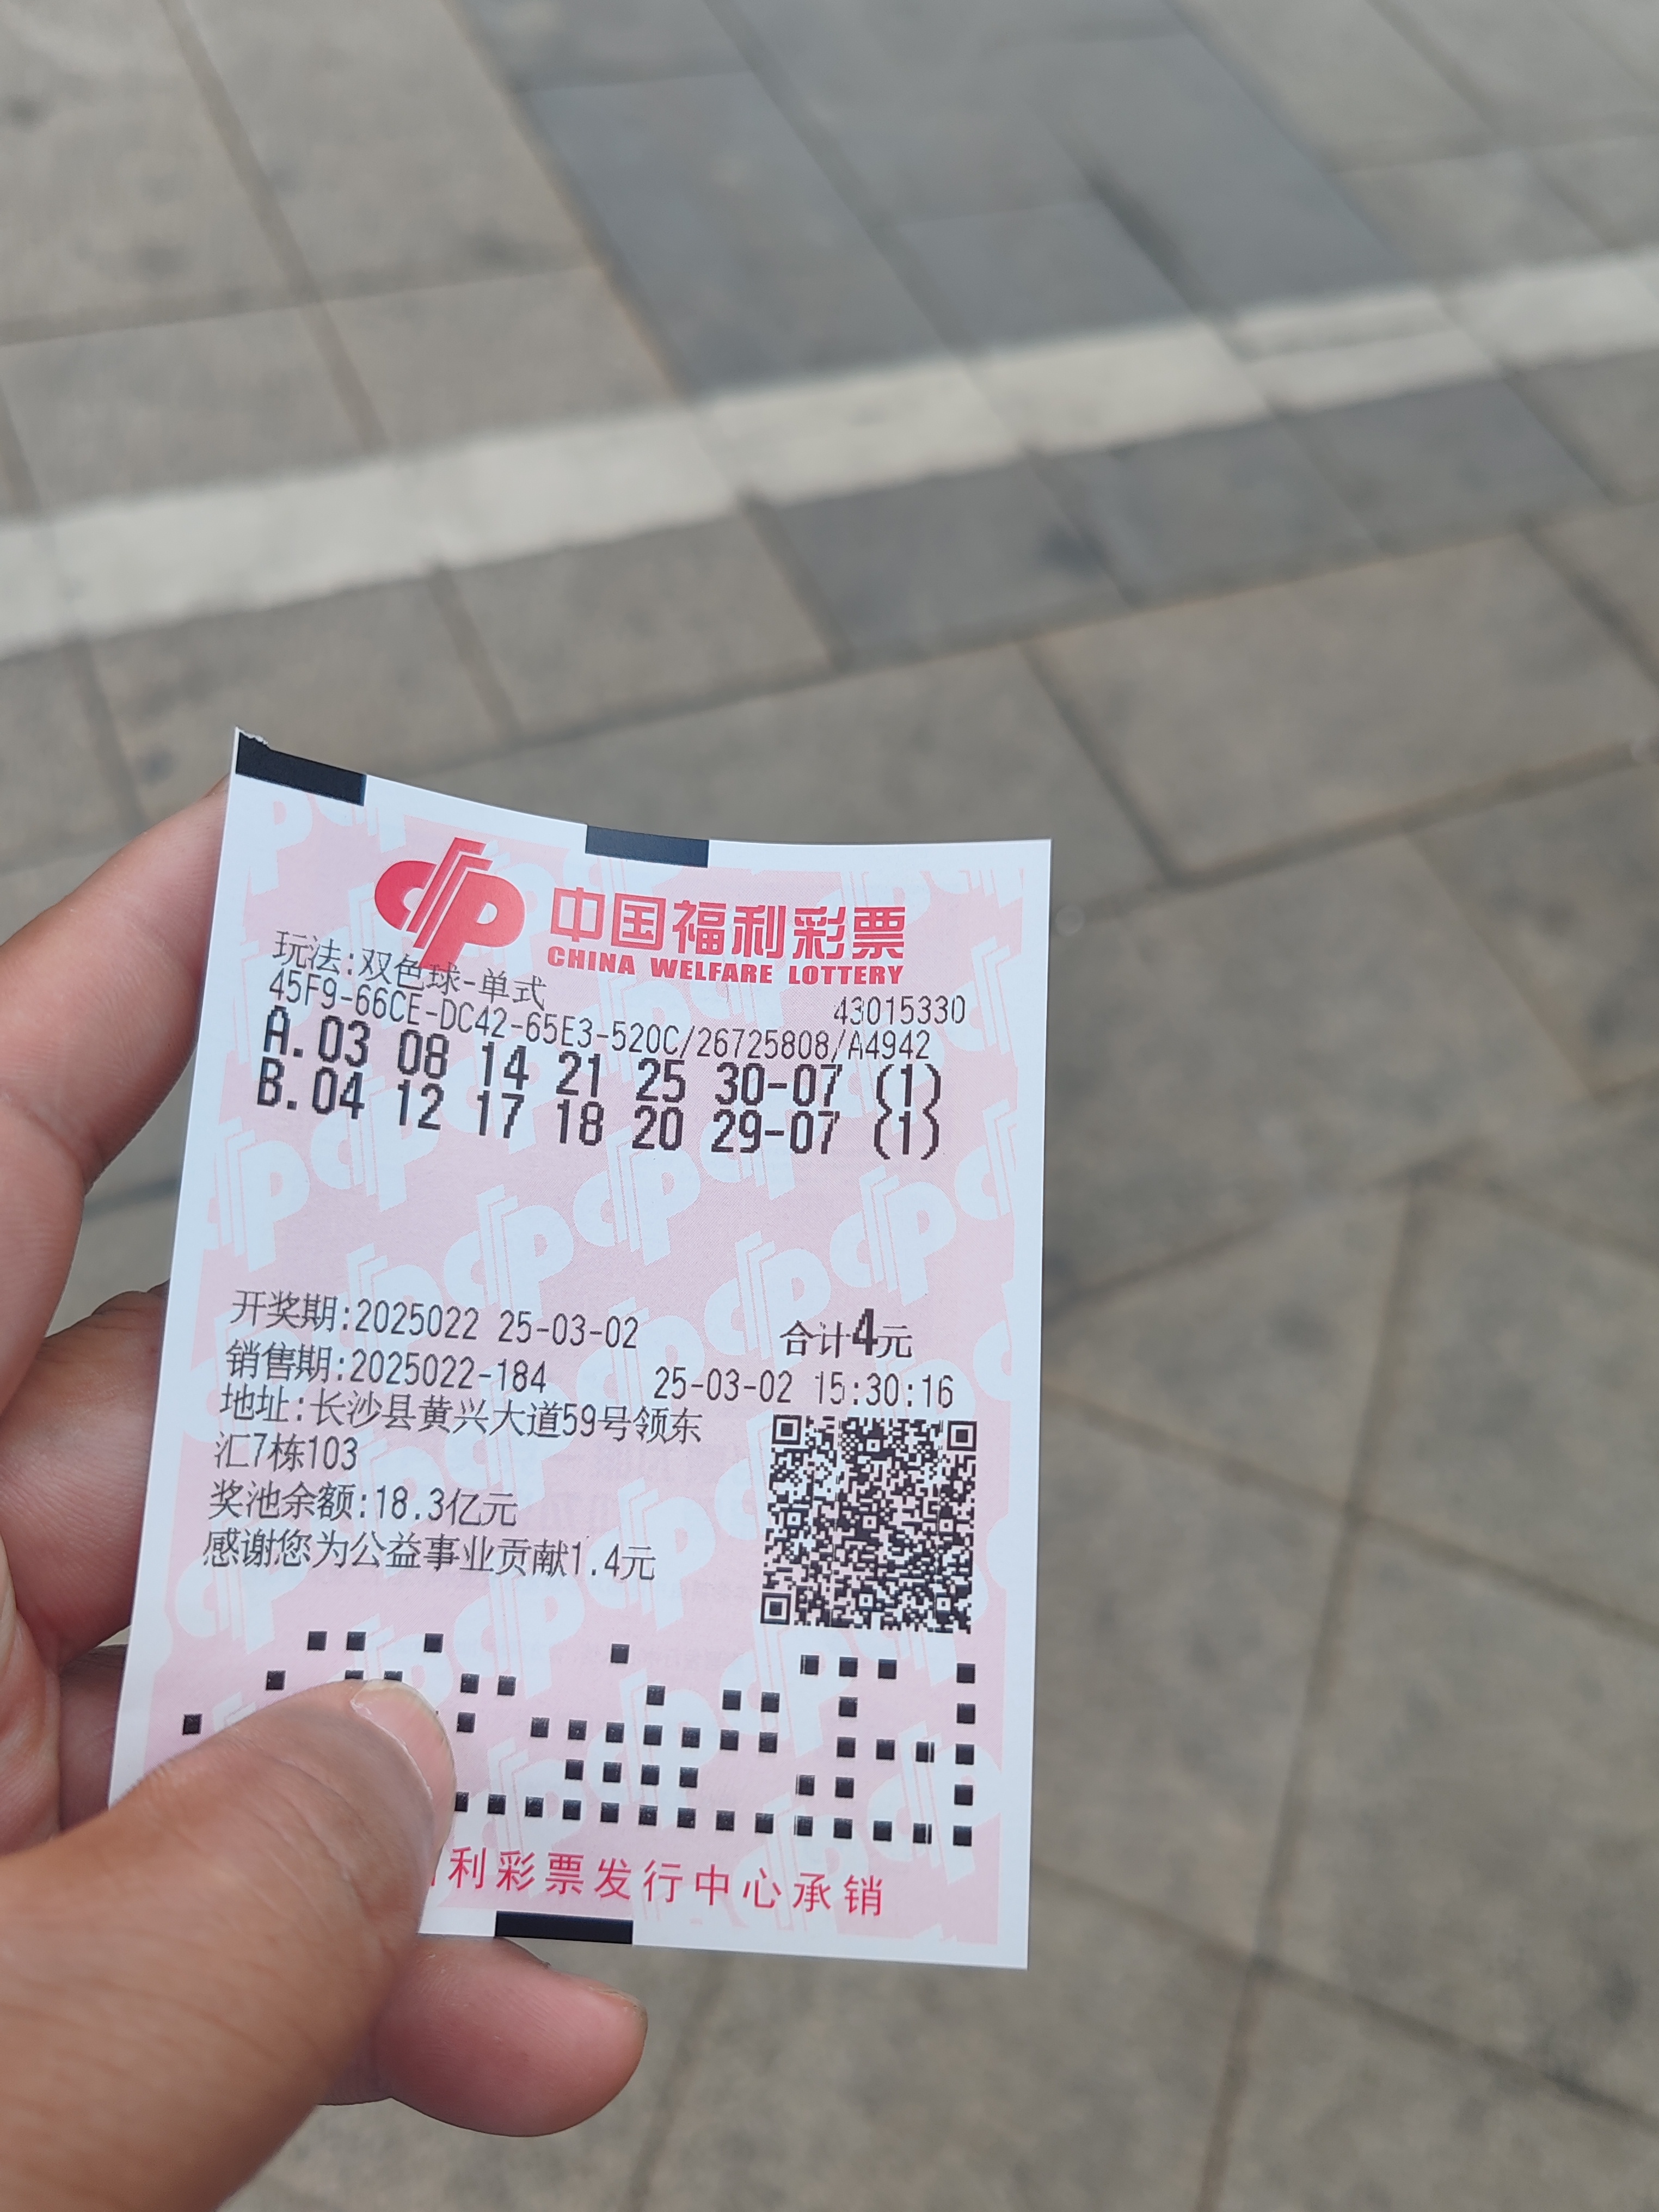 中国福利彩票
CHINA WELFARE LOTTERY
玩法:双色球-单式
43015330
45F9-66CE-DC42-65E3-520C/26725808/A4942
A.03 08 14 21 25 30-07 (1)
B.04 12 17 18 20 29-07 (1)
开奖期:2025022 25-03-02
合计4元
销售期:2025022-184
25-03-02 15:30:16
地址:长沙县黄兴大道59号领东
汇7栋103
奖池余额:18.3亿元
感谢您为公益事业贡献1.4元
利彩票发行中心承销